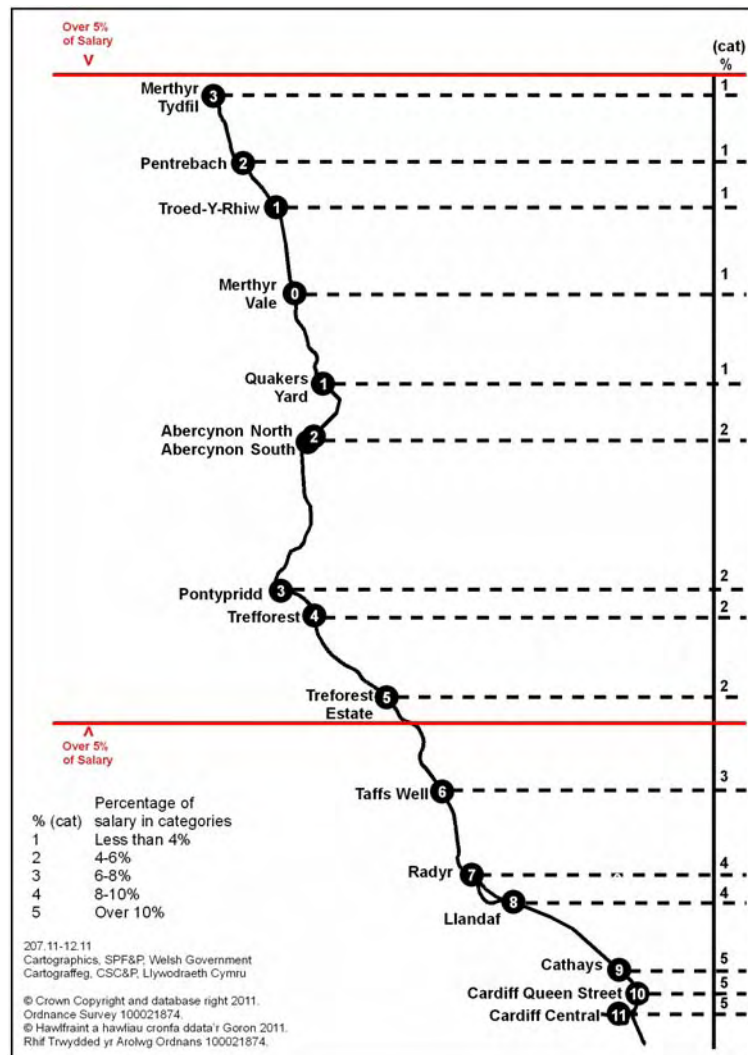 Over 5%
of Salary
V
(cat)
%
Merthyr
Tydfil
3
1
Pentrebach
2
1
Troed-Y-Rhiw
1
1
Merthyr
Vale
0
1
Quakers
Yard
1
1
Abercynon North
Abercynon South
2
2
Pontypridd
3
2
Trefforest
4
2
Treforest
Estate
5
2
Λ
Over 5%
of Salary
Taffs Well
6
3
Radyr
7
4
Llandaf
8
4
Cathays
9
5
Cardiff Queen Street
10
5
Cardiff Central
11
5
% (cat) Percentage of
salary in categories
1 Less than 4%
2 4-6%
3 6-8%
4 8-10%
5 Over 10%
207.11-12.11
Cartographics, SPF&P, Welsh Government
Cartograffeg, CSC&P, Llywodraeth Cymru
© Crown Copyright and database right 2011.
Ordnance Survey 100021874.
© Hawlfraint a hawliau cronfa ddata'r Goron 2011.
Rhif Trwydded yr Arolwg Ordnans 100021874.